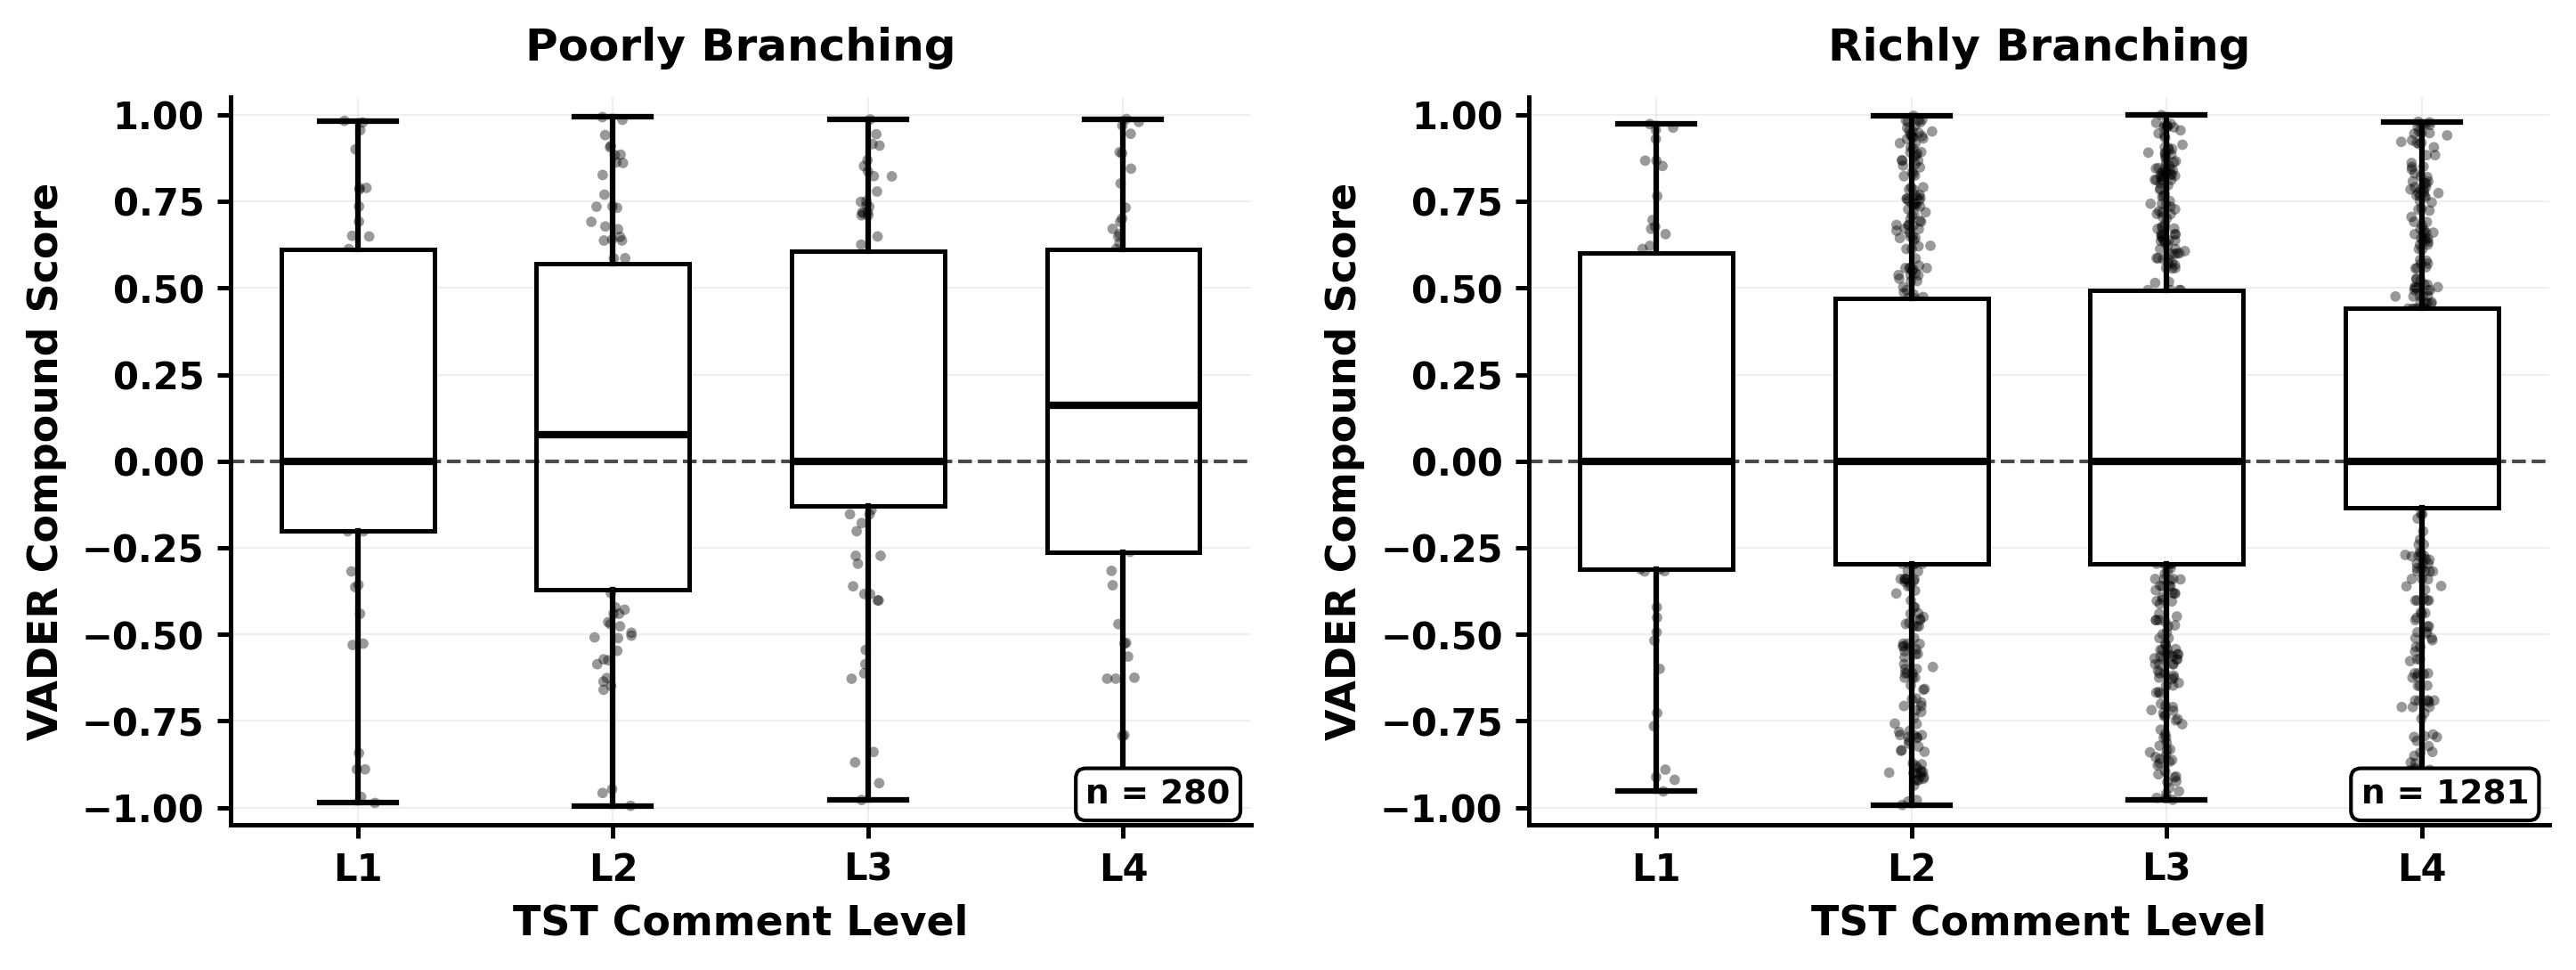 Poorly Branching
VADER Compound Score
1.00
0.75
0.50
0.25
0.00
−0.25
−0.50
−0.75
−1.00
n = 280
L1 L2 L3 L4
TST Comment Level
Richly Branching
VADER Compound Score
1.00
0.75
0.50
0.25
0.00
−0.25
−0.50
−0.75
−1.00
n = 1281
L1 L2 L3 L4
TST Comment Level